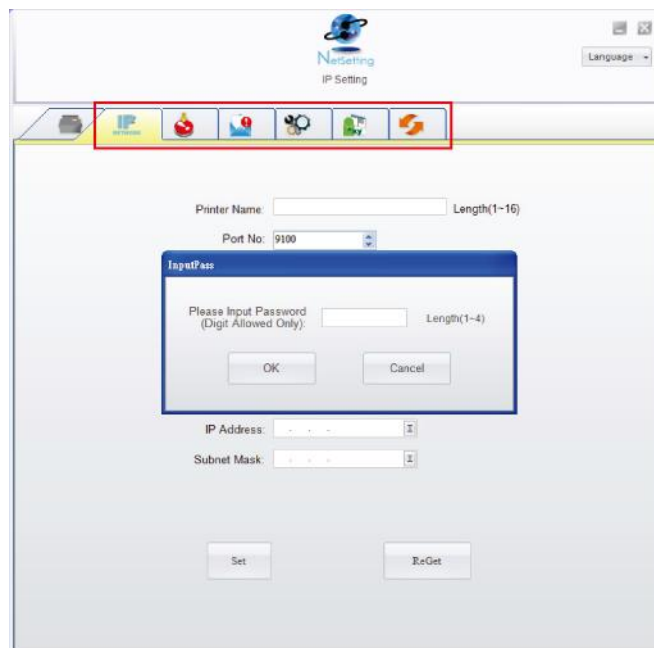 NetSetting
Language
IP Setting
IP
Printer Name:
Length(1~16)
Port No: 9100
InputPass
Please Input Password
(Digit Allowed Only):
Length(1~4)
OK
Cancel
IP Address:
Subnet Mask:
Set
ReGet